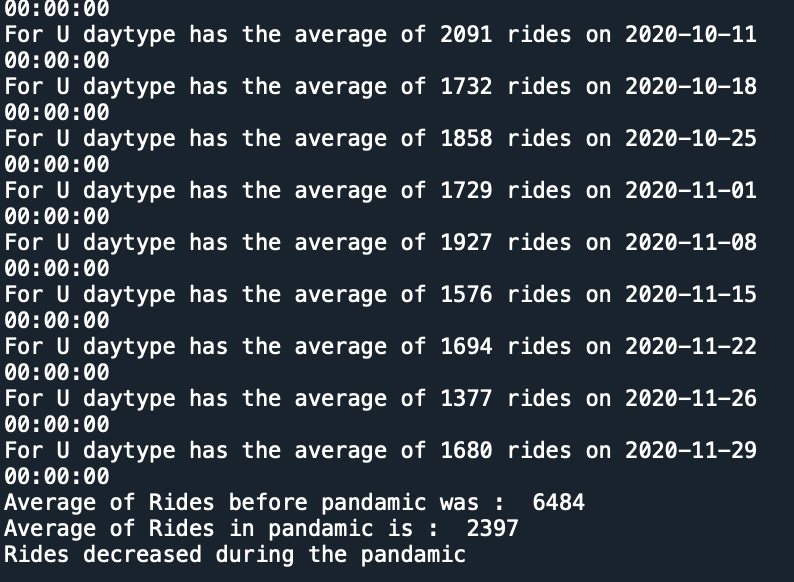 00:00:00
For U daytype has the average of 2091 rides on 2020-10-11
00:00:00
For U daytype has the average of 1732 rides on 2020-10-18
00:00:00
For U daytype has the average of 1858 rides on 2020-10-25
00:00:00
For U daytype has the average of 1729 rides on 2020-11-01
00:00:00
For U daytype has the average of 1927 rides on 2020-11-08
00:00:00
For U daytype has the average of 1576 rides on 2020-11-15
00:00:00
For U daytype has the average of 1694 rides on 2020-11-22
00:00:00
For U daytype has the average of 1377 rides on 2020-11-26
00:00:00
For U daytype has the average of 1680 rides on 2020-11-29
00:00:00
Average of Rides before pandamic was :  6484
Average of Rides in pandamic is :  2397
Rides decreased during the pandamic